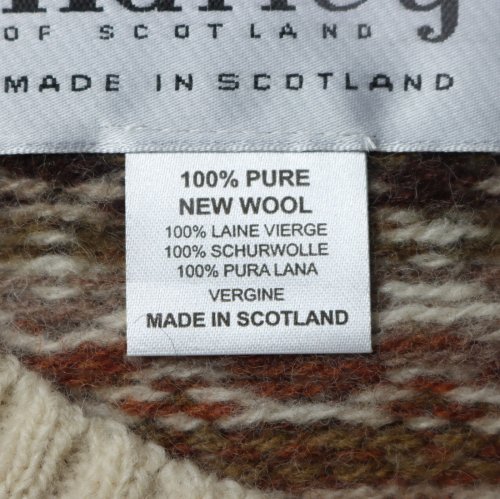 OF SCOTLAND
MADE IN SCOTLAND
100% PURE
NEW WOOL
100% LAINE VIERGE
100% SCHURWOLLE
100% PURA LANA
VERGINE
MADE IN SCOTLAND